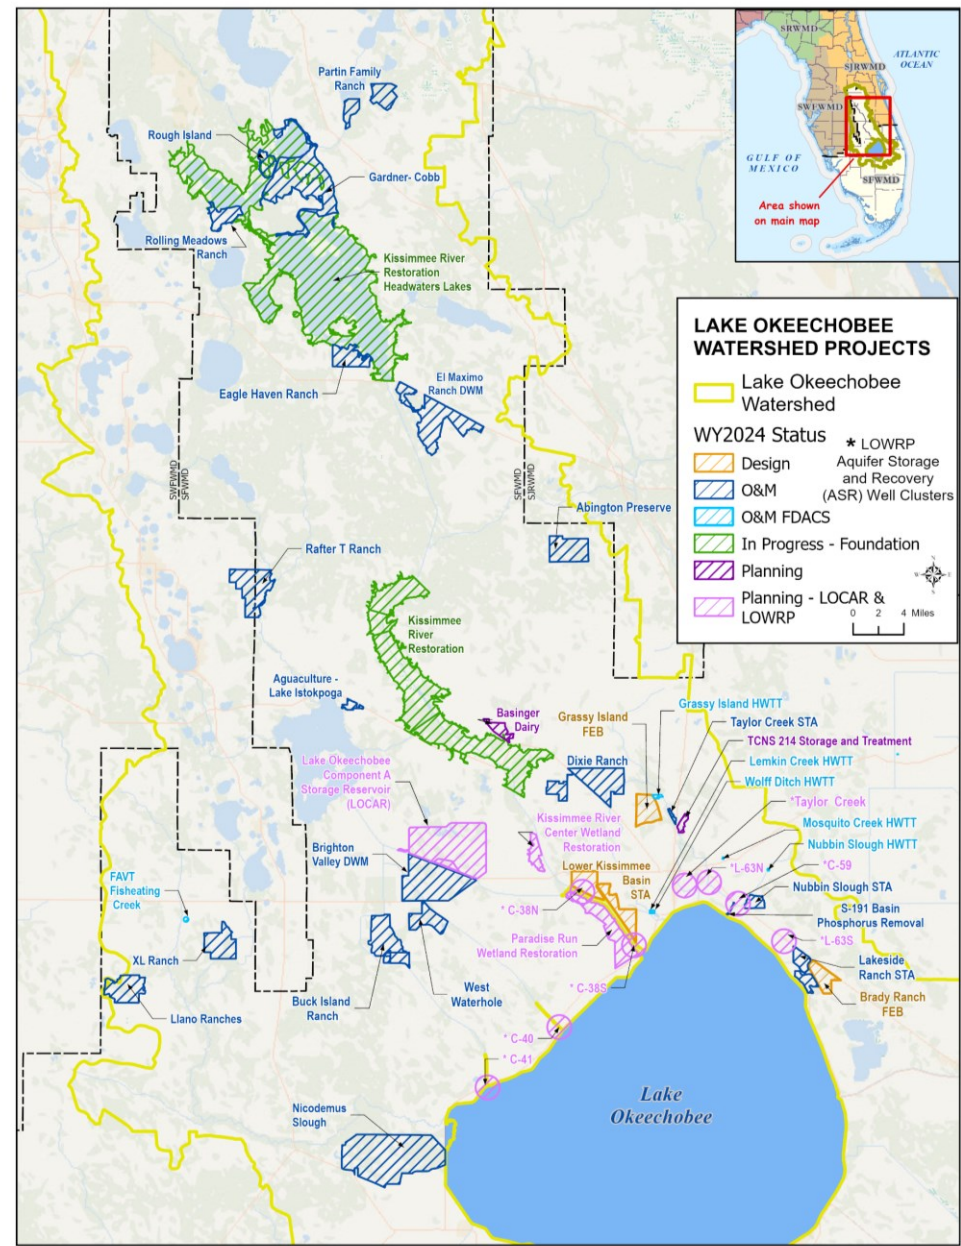 Partin Family
Ranch
Rough Island
Gardner- Cobb
Rolling Meadows
Ranch
Kissimmee River
Restoration
Headwaters Lakes
Eagle Haven Ranch
El Maximo
Ranch DWM
SRWMD
SJRWMD
SWFWMD
SFWMD
ATLANTIC
OCEAN
GULF OF
MEXICO
Area shown
on main map
LAKE OKEECHOBEE
WATERSHED PROJECTS
Lake Okeechobee
Watershed
WY2024 Status
* LOWRP
Aquifer Storage
and Recovery
(ASR) Well Clusters
Design
O&M
O&M FDACS
In Progress - Foundation
Planning
Planning - LOCAR &
LOWRP
N
W
E
S
0 2 4 Miles
SWFWMD
SFWMD
SFWMD
SJRWMD
Abington Preserve
Rafter T Ranch
Kissimmee
River
Restoration
Aguaculture -
Lake Istokpoga
Basinger
Dairy
Grassy Island
FEB
Grassy Island HWTT
Taylor Creek STA
TCNS 214 Storage and Treatment
Lemkin Creek HWTT
Wolff Ditch HWTT
*Taylor Creek
Mosquito Creek HWTT
Nubbin Slough HWTT
*L-63N
*C-59
Nubbin Slough STA
S-191 Basin
Phosphorus Removal
*L-63S
Lakeside
Ranch STA
Brady Ranch
FEB
Dixie Ranch
Lake Okeechobee
Component A
Storage Reservoir
(LOCAR)
Kissimmee River
Center Wetland
Restoration
Brighton
Valley DWM
Lower Kissimmee
Basin
STA
FAVT
Fisheating
Creek
* C-38N
Paradise Run
Wetland Restoration
* C-38S
XL Ranch
Llano Ranches
Buck Island
Ranch
West
Waterhole
* C-40
* C-41
Nicodemus
Slough
Lake
Okeechobee